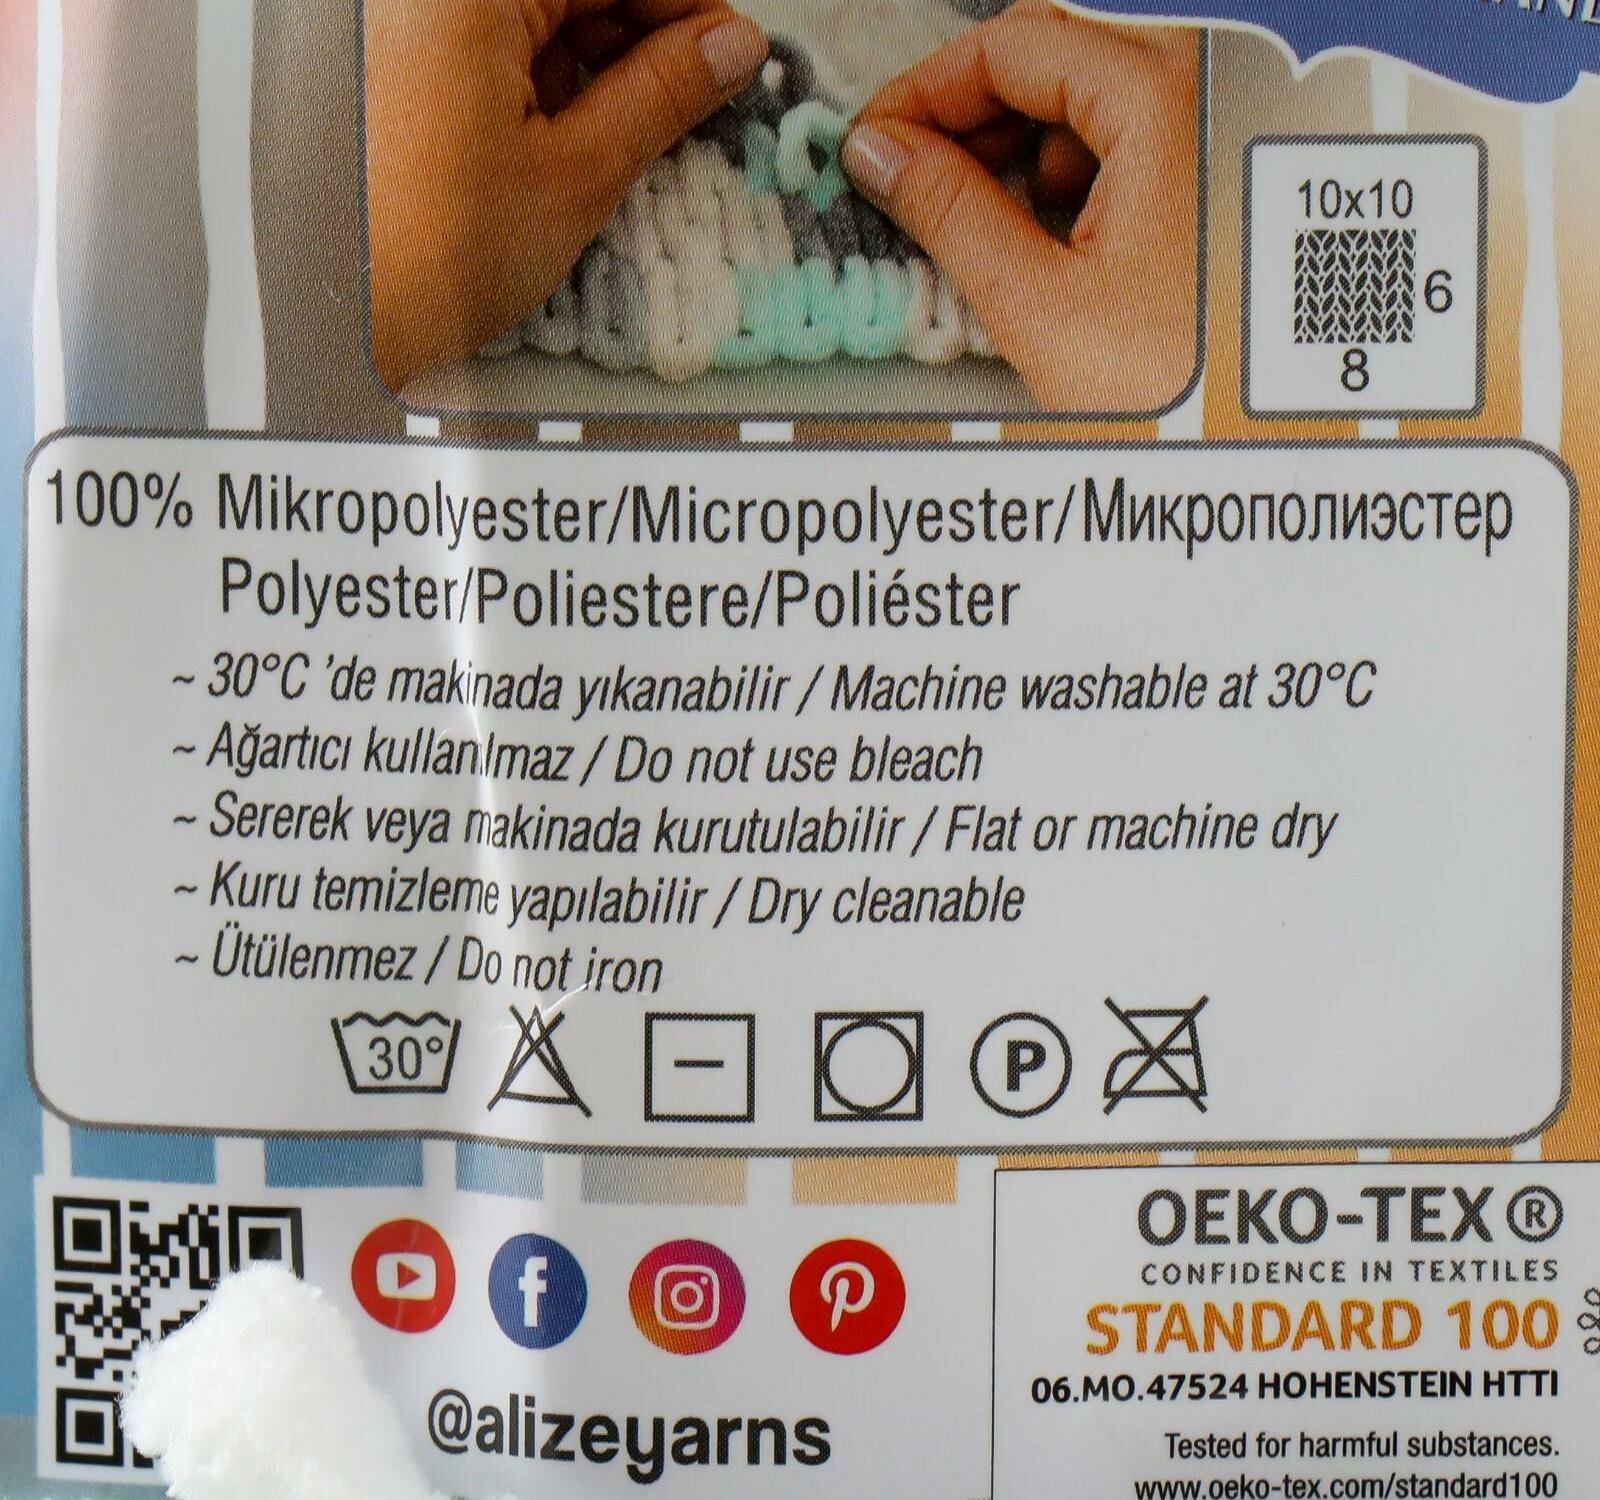 10x10
6
8
100% Mikropolyester/Micropolyester/Микрополиэстер
Polyester/Poliestere/Poliéster
~ 30°C 'de makinada yıkanabilir / Machine washable at 30°C
~ Ağartıcı kullanılmaz / Do not use bleach
~ Sererek veya makinada kurutulabilir / Flat or machine dry
~ Kuru temizleme yapılabilir / Dry cleanable
~ Ütülenmez / Do not iron
30°
P
@alizeyarns
OEKO-TEX®
CONFIDENCE IN TEXTILES
STANDARD 100
06.MO.47524 HOHENSTEIN HTTI
Tested for harmful substances.
www.oeko-tex.com/standard100